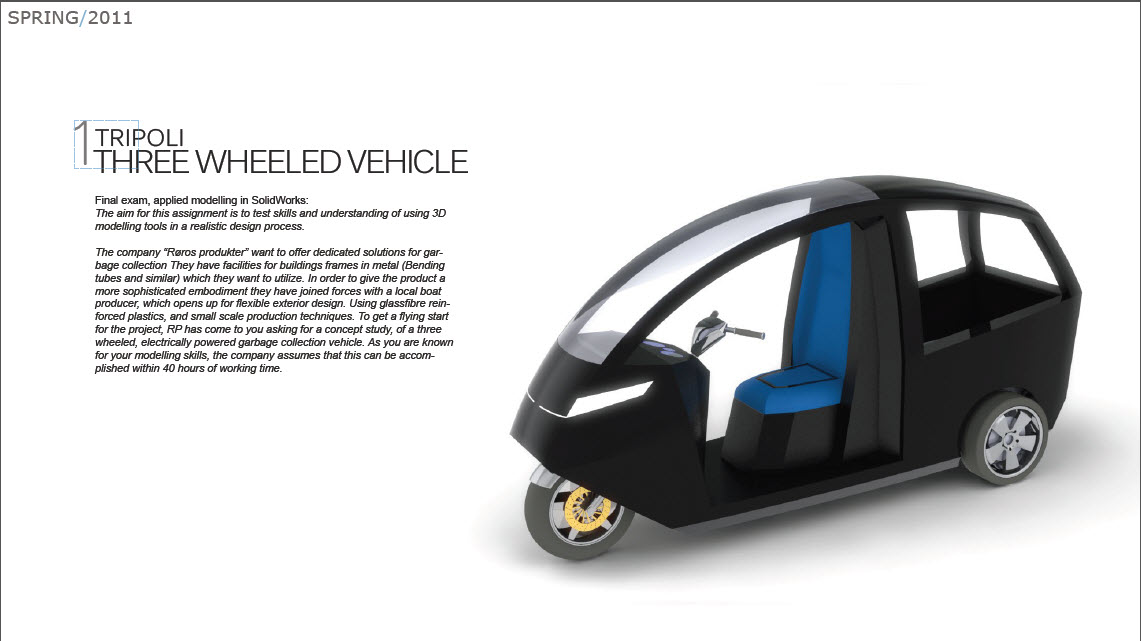 SPRING/2011
1
TRIPOLI
THREE WHEELED VEHICLE
Final exam, applied modelling in SolidWorks:
The aim for this assignment is to test skills and understanding of using 3D
modelling tools in a realistic design process.
The company “Røros produkter” want to offer dedicated solutions for gar-
bage collection They have facilities for buildings frames in metal (Bending
tubes and similar) which they want to utilize. In order to give the product a
more sophisticated embodiment they have joined forces with a local boat
producer, which opens up for flexible exterior design. Using glassfibre rein-
forced plastics, and small scale production techniques. To get a flying start
for the project, RP has come to you asking for a concept study, of a three
wheeled, electrically powered garbage collection vehicle. As you are known
for your modelling skills, the company assumes that this can be accom-
plished within 40 hours of working time.